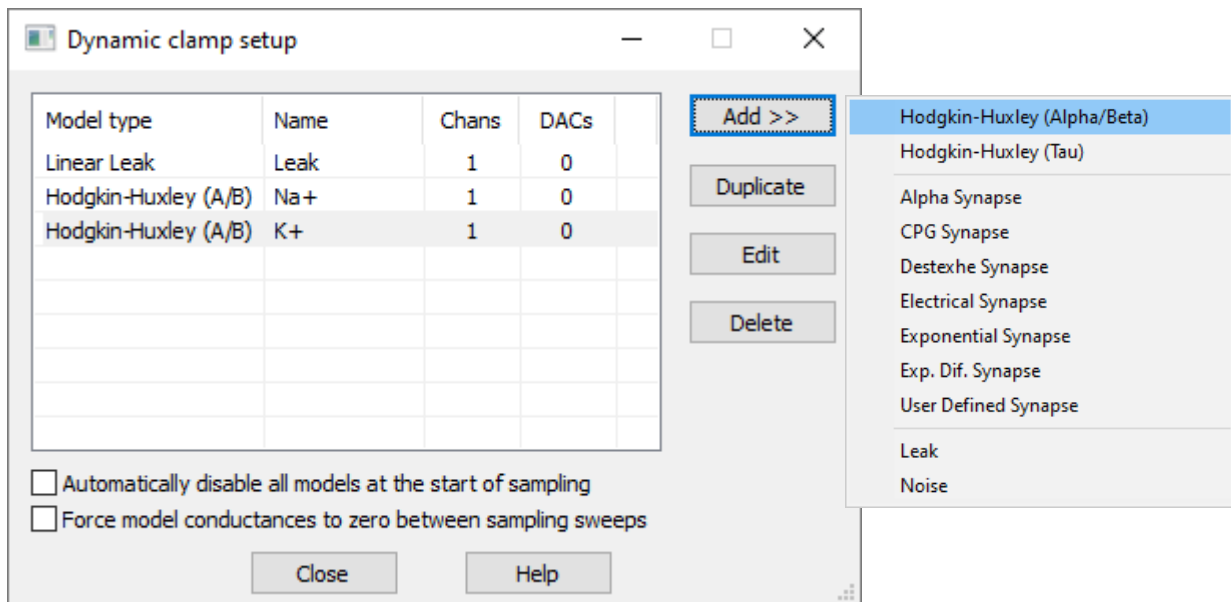 Dynamic clamp setup
Model type Name Chans DACs
Linear Leak Leak 1 0
Hodgkin-Huxley (A/B) Na+ 1 0
Hodgkin-Huxley (A/B) K+ 1 0
Add >>
Duplicate
Edit
Delete
Hodgkin-Huxley (Alpha/Beta)
Hodgkin-Huxley (Tau)
Alpha Synapse
CPG Synapse
Destexhe Synapse
Electrical Synapse
Exponential Synapse
Exp. Dif. Synapse
User Defined Synapse
Leak
Noise
Automatically disable all models at the start of sampling
Force model conductances to zero between sampling sweeps
Close Help